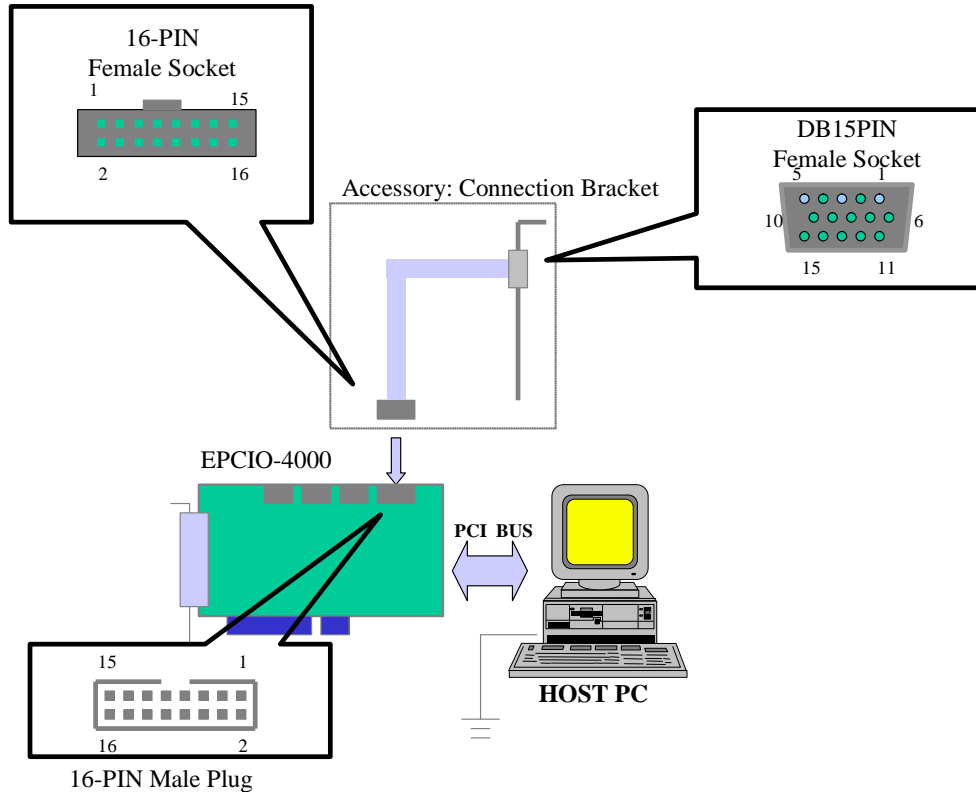 16-PIN
Female Socket
1 15
2 16
DB15PIN
Female Socket
5 1
10 6
15 11
Accessory: Connection Bracket
EPCIO-4000
PCI BUS
HOST PC
15 1
16 2
16-PIN Male Plug